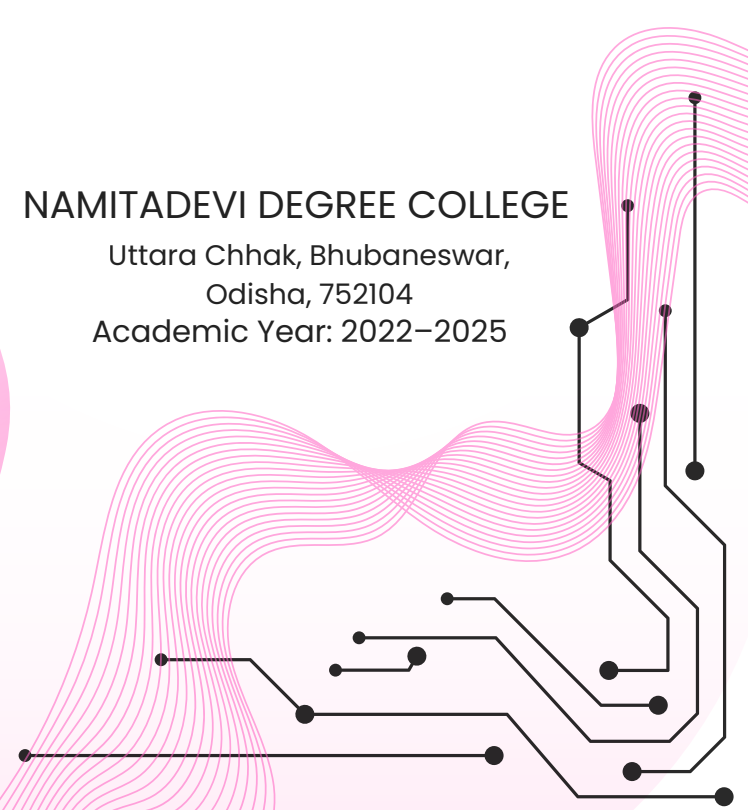 NAMITADEVI DEGREE COLLEGE
Uttara Chhak, Bhubaneswar,
Odisha, 752104
Academic Year: 2022–2025